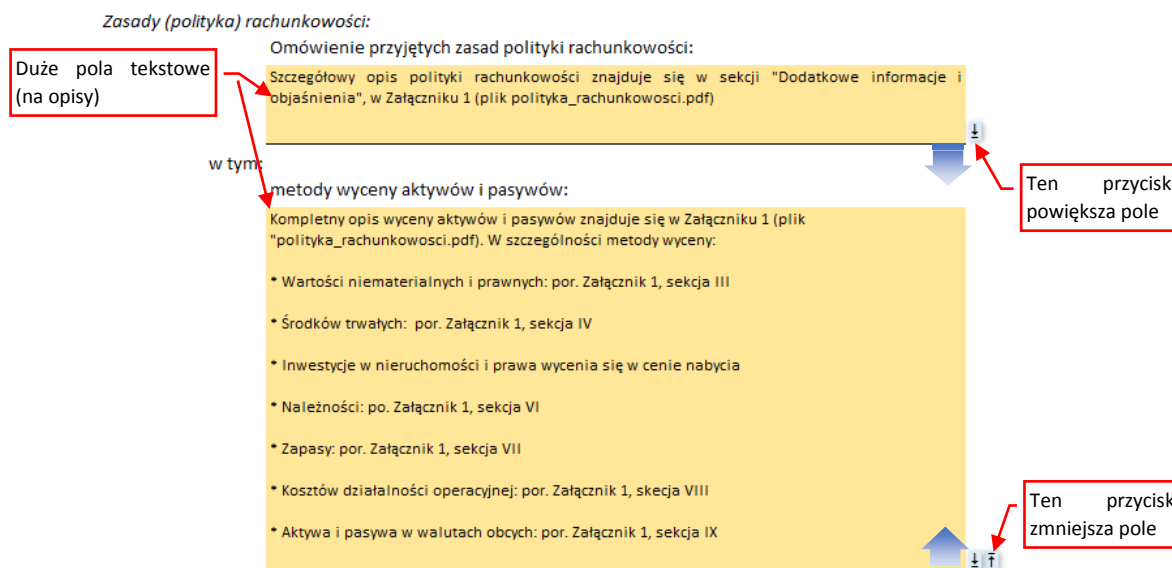 Zasady (polityka) rachunkowości:
Omówienie przyjętych zasad polityki rachunkowości:
Duże pola tekstowe
(na opisy)
Szczegółowy opis polityki rachunkowości znajduje się w sekcji "Dodatkowe informacje i
objaśnienia", w Załączniku 1 (plik polityka_rachunkowosci.pdf)
w tym:
Ten przycisk
powiększa pole
metody wyceny aktywów i pasywów:
Kompletny opis wyceny aktywów i pasywów znajduje się w Załączniku 1 (plik
"polityka_rachunkowosci.pdf). W szczególności metody wyceny:
* Wartości niematerialnych i prawnych: por. Załącznik 1, sekcja III
* Środków trwałych: por. Załącznik 1, sekcja IV
* Inwestycje w nieruchomości i prawa wycenia się w cenie nabycia
* Należności: po. Załącznik 1, sekcja VI
* Zapasy: por. Załącznik 1, sekcja VII
* Kosztów działalności operacyjnej: por. Załącznik 1, skecja VIII
* Aktywa i pasywa w walutach obcych: por. Załącznik 1, sekcja IX
Ten przycisk
zmniejsza pole